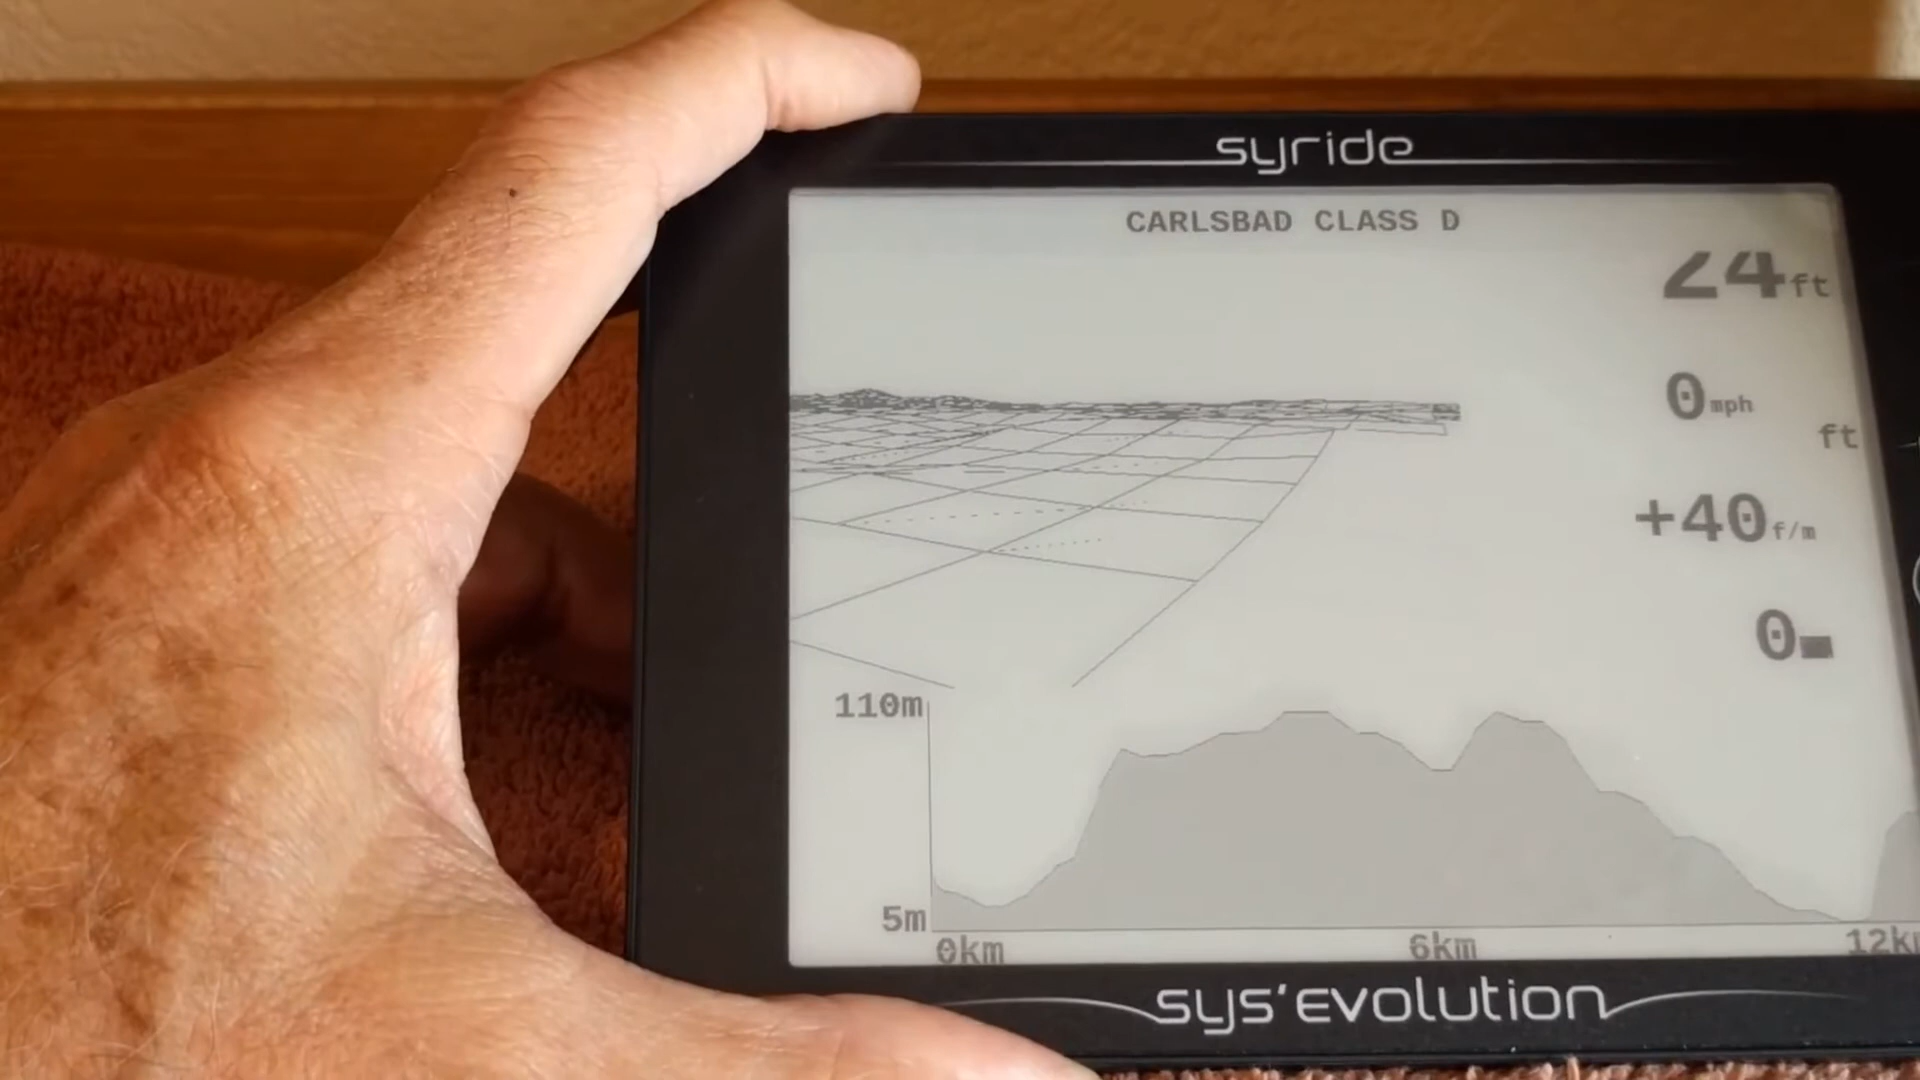 syride
CARLSBAD CLASS D
24ft
0mph
ft
+40f/m
0
110m
5m
0km
6km
sys'evolution